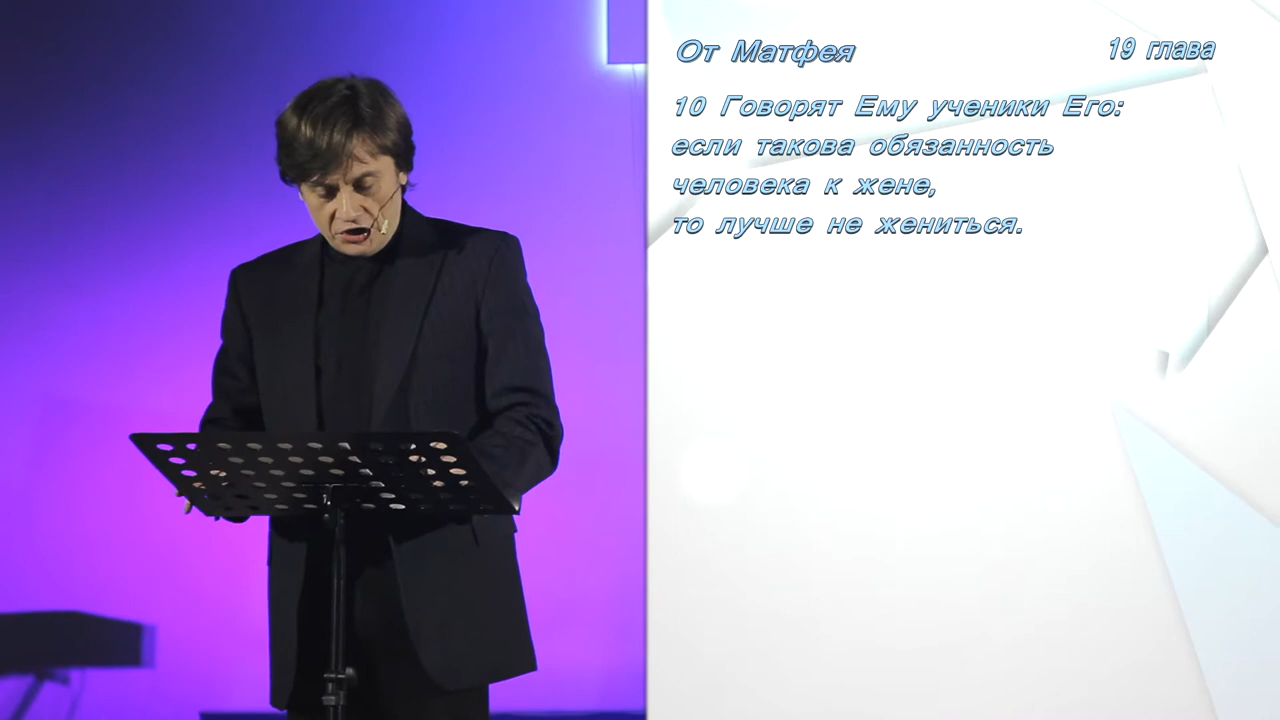 От Матфея
19 глава
10 Говорят Ему ученики Его:
если такова обязанность
человека к жене,
то лучше не жениться.